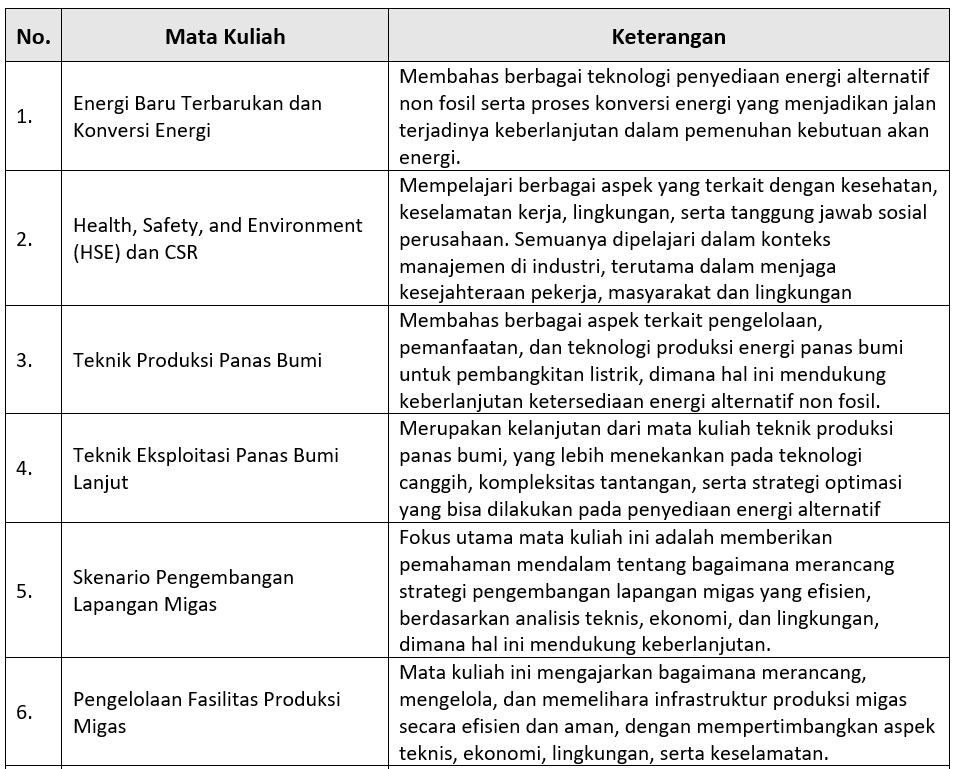 No.
Mata Kuliah
Keterangan
1.
Energi Baru Terbarukan dan
Konversi Energi
Membahas berbagai teknologi penyediaan energi alternatif
non fosil serta proses konversi energi yang menjadikan jalan
terjadinya keberlanjutan dalam pemenuhan kebutuan akan
energi.
2.
Health, Safety, and Environment
(HSE) dan CSR
Mempelajari berbagai aspek yang terkait dengan kesehatan,
keselamatan kerja, lingkungan, serta tanggung jawab sosial
perusahaan. Semuanya dipelajari dalam konteks
manajemen di industri, terutama dalam menjaga
kesejahteraan pekerja, masyarakat dan lingkungan
3.
Teknik Produksi Panas Bumi
Membahas berbagai aspek terkait pengelolaan,
pemanfaatan, dan teknologi produksi energi panas bumi
untuk pembangkitan listrik, dimana hal ini mendukung
keberlanjutan ketersediaan energi alternatif non fosil.
4.
Teknik Eksploitasi Panas Bumi
Lanjut
Merupakan kelanjutan dari mata kuliah teknik produksi
panas bumi, yang lebih menekankan pada teknologi
canggih, kompleksitas tantangan, serta strategi optimasi
yang bisa dilakukan pada penyediaan energi alternatif
5.
Skenario Pengembangan
Lapangan Migas
Fokus utama mata kuliah ini adalah memberikan
pemahaman mendalam tentang bagaimana merancang
strategi pengembangan lapangan migas yang efisien,
berdasarkan analisis teknis, ekonomi, dan lingkungan,
dimana hal ini mendukung keberlanjutan.
6.
Pengelolaan Fasilitas Produksi
Migas
Mata kuliah ini mengajarkan bagaimana merancang,
mengelola, dan memelihara infrastruktur produksi migas
secara efisien dan aman, dengan mempertimbangkan aspek
teknis, ekonomi, lingkungan, serta keselamatan.